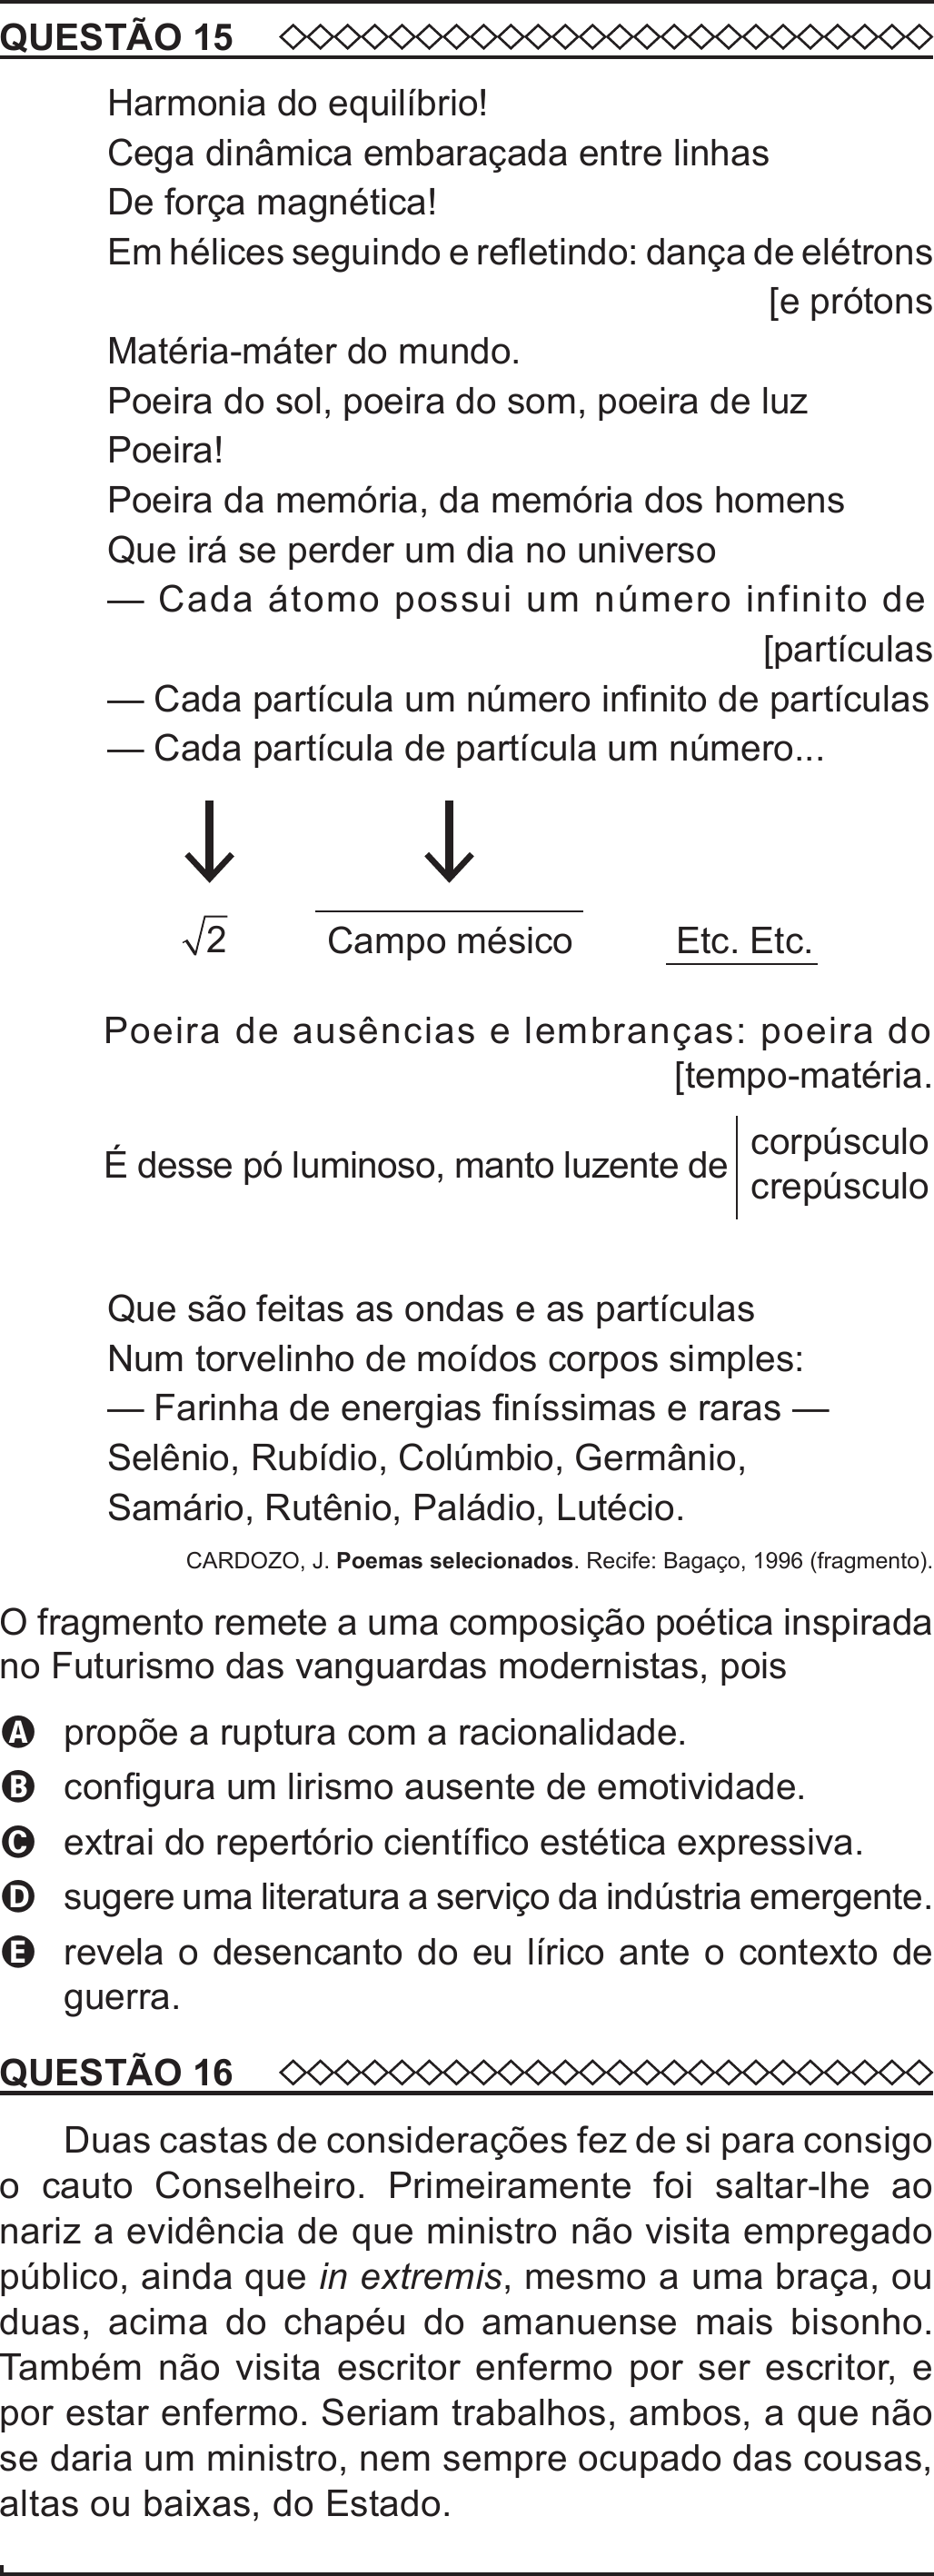 QUESTÃO 15
Harmonia do equilíbrio!
Cega dinâmica embaraçada entre linhas
De força magnética!
Em hélices seguindo e refletindo: dança de elétrons
[e prótons
Matéria-máter do mundo.
Poeira do sol, poeira do som, poeira de luz
Poeira!
Poeira da memória, da memória dos homens
Que irá se perder um dia no universo
— Cada átomo possui um número infinito de
[partículas
— Cada partícula um número infinito de partículas
— Cada partícula de partícula um número...
↓ ↓
√2 Campo mésico Etc. Etc.
Poeira de ausências e lembranças: poeira do
[tempo-matéria.
É desse pó luminoso, manto luzente de | corpúsculo
crepúsculo
Que são feitas as ondas e as partículas
Num torvelinho de moídos corpos simples:
— Farinha de energias finíssimas e raras —
Selênio, Rubídio, Colúmbio, Germânio,
Samário, Rutênio, Paládio, Lutécio.
CARDOZO, J. Poemas selecionados. Recife: Bagaço, 1996 (fragmento).
O fragmento remete a uma composição poética inspirada
no Futurismo das vanguardas modernistas, pois
A propõe a ruptura com a racionalidade.
B configura um lirismo ausente de emotividade.
C extrai do repertório científico estética expressiva.
D sugere uma literatura a serviço da indústria emergente.
E revela o desencanto do eu lírico ante o contexto de
guerra.
QUESTÃO 16
Duas castas de considerações fez de si para consigo
o cauto Conselheiro. Primeiramente foi saltar-lhe ao
nariz a evidência de que ministro não visita empregado
público, ainda que in extremis, mesmo a uma braça, ou
duas, acima do chapéu do amanuense mais bisonho.
Também não visita escritor enfermo por ser escritor, e
por estar enfermo. Seriam trabalhos, ambos, a que não
se daria um ministro, nem sempre ocupado das cousas,
altas ou baixas, do Estado.